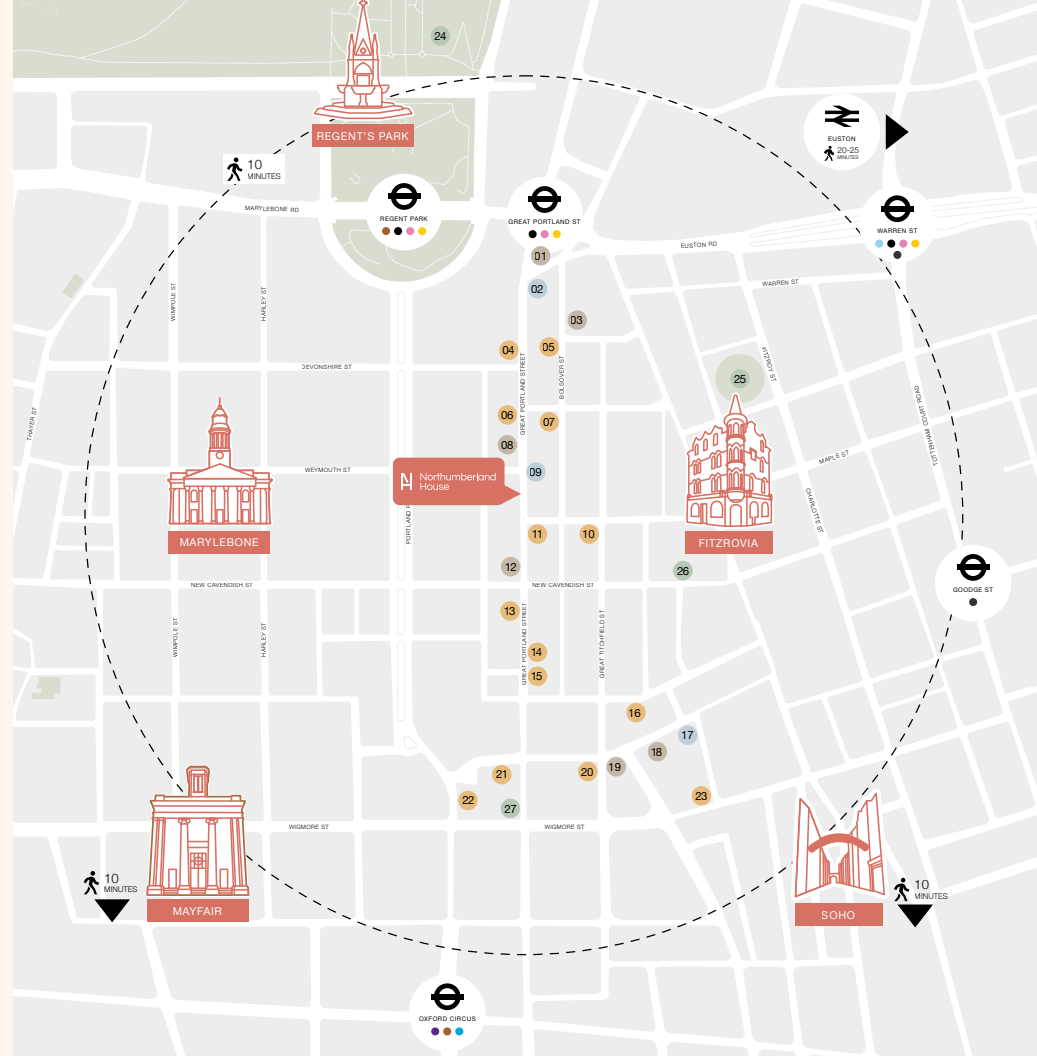 24
REGENT'S PARK
EUSTON
20-25
MINUTES
10
MINUTES
MARYLEBONE RD
REGENT PARK
GREAT PORTLAND ST
WARREN ST
EUSTON RD
01
WARREN ST
02
WIMPOLE ST
HARLEY ST
03
04
05
GREAT PORTLAND STREET
BOLSOVER ST
FITZROY ST
DEVONSHIRE ST
25
THAYER ST
TOTTENHAM COURT ROAD
06
07
08
MAPLE ST
WEYMOUTH ST
09
Northumberland
House
CHARLOTTE ST
PORTLAND P
11
10
MARYLEBONE
FITZROVIA
12
26
NEW CAVENDISH ST
NEW CAVENDISH ST
GOODGE ST
13
WIMPOLE ST
HARLEY ST
GREAT PORTLAND STREET
GREAT TITCHFIELD ST
14
15
16
17
18
19
20
21
22
23
27
WIGMORE ST
WIGMORE ST
10
MINUTES
MAYFAIR
10
MINUTES
SOHO
OXFORD CIRCUS